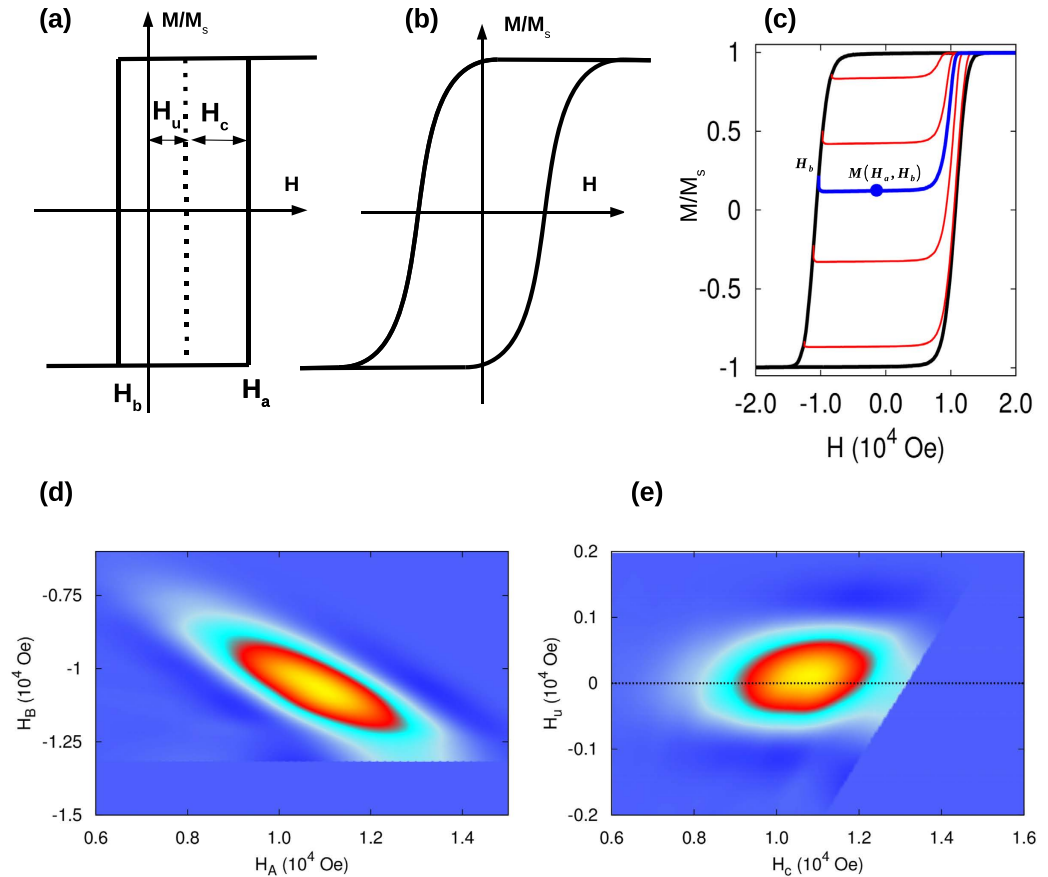 (a)
M/Ms
Hu
Hc
H
Hb
Ha
(b)
M/Ms
H
(c)
M/Ms
1
0.5
0
-0.5
-1
Hb
M(Ha, Hb)
-2.0 -1.0 0.0 1.0 2.0
H (10^4 Oe)
(d)
HB (10^4 Oe)
-0.75
-1
-1.25
-1.5
0.6 0.8 1.0 1.2 1.4
HA (10^4 Oe)
(e)
Hu (10^4 Oe)
0.2
0.1
0
-0.1
-0.2
0.6 0.8 1.0 1.2 1.4 1.6
Hc (10^4 Oe)